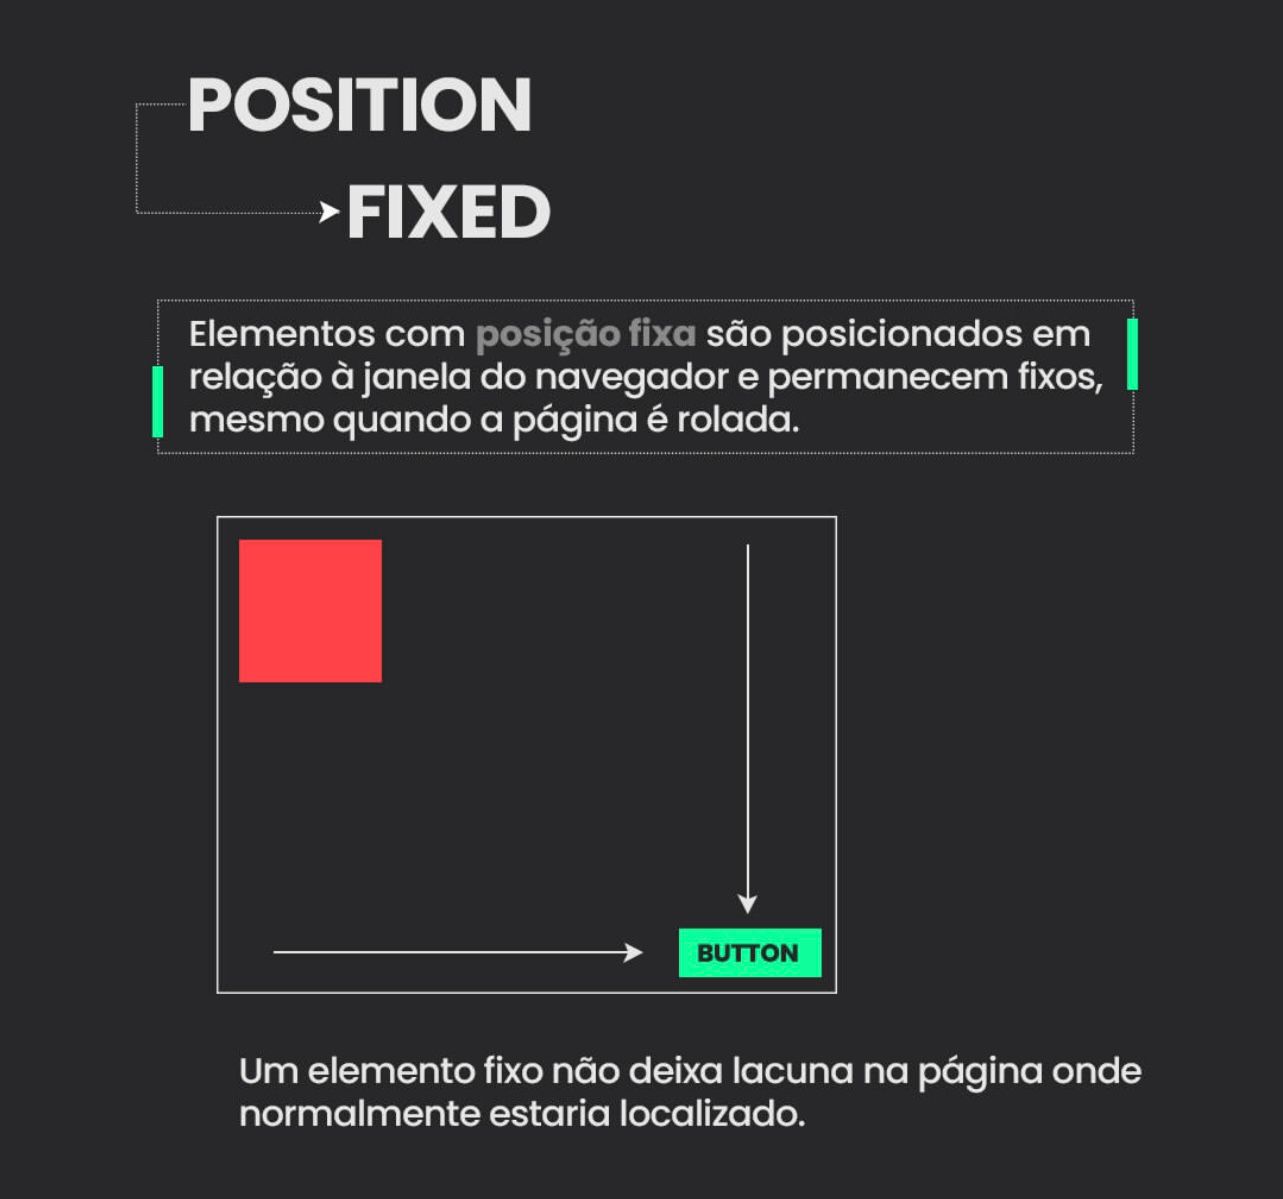 POSITION
FIXED
Elementos com posição fixa são posicionados em
relação à janela do navegador e permanecem fixos,
mesmo quando a página é rolada.
BUTTON
Um elemento fixo não deixa lacuna na página onde
normalmente estaria localizado.